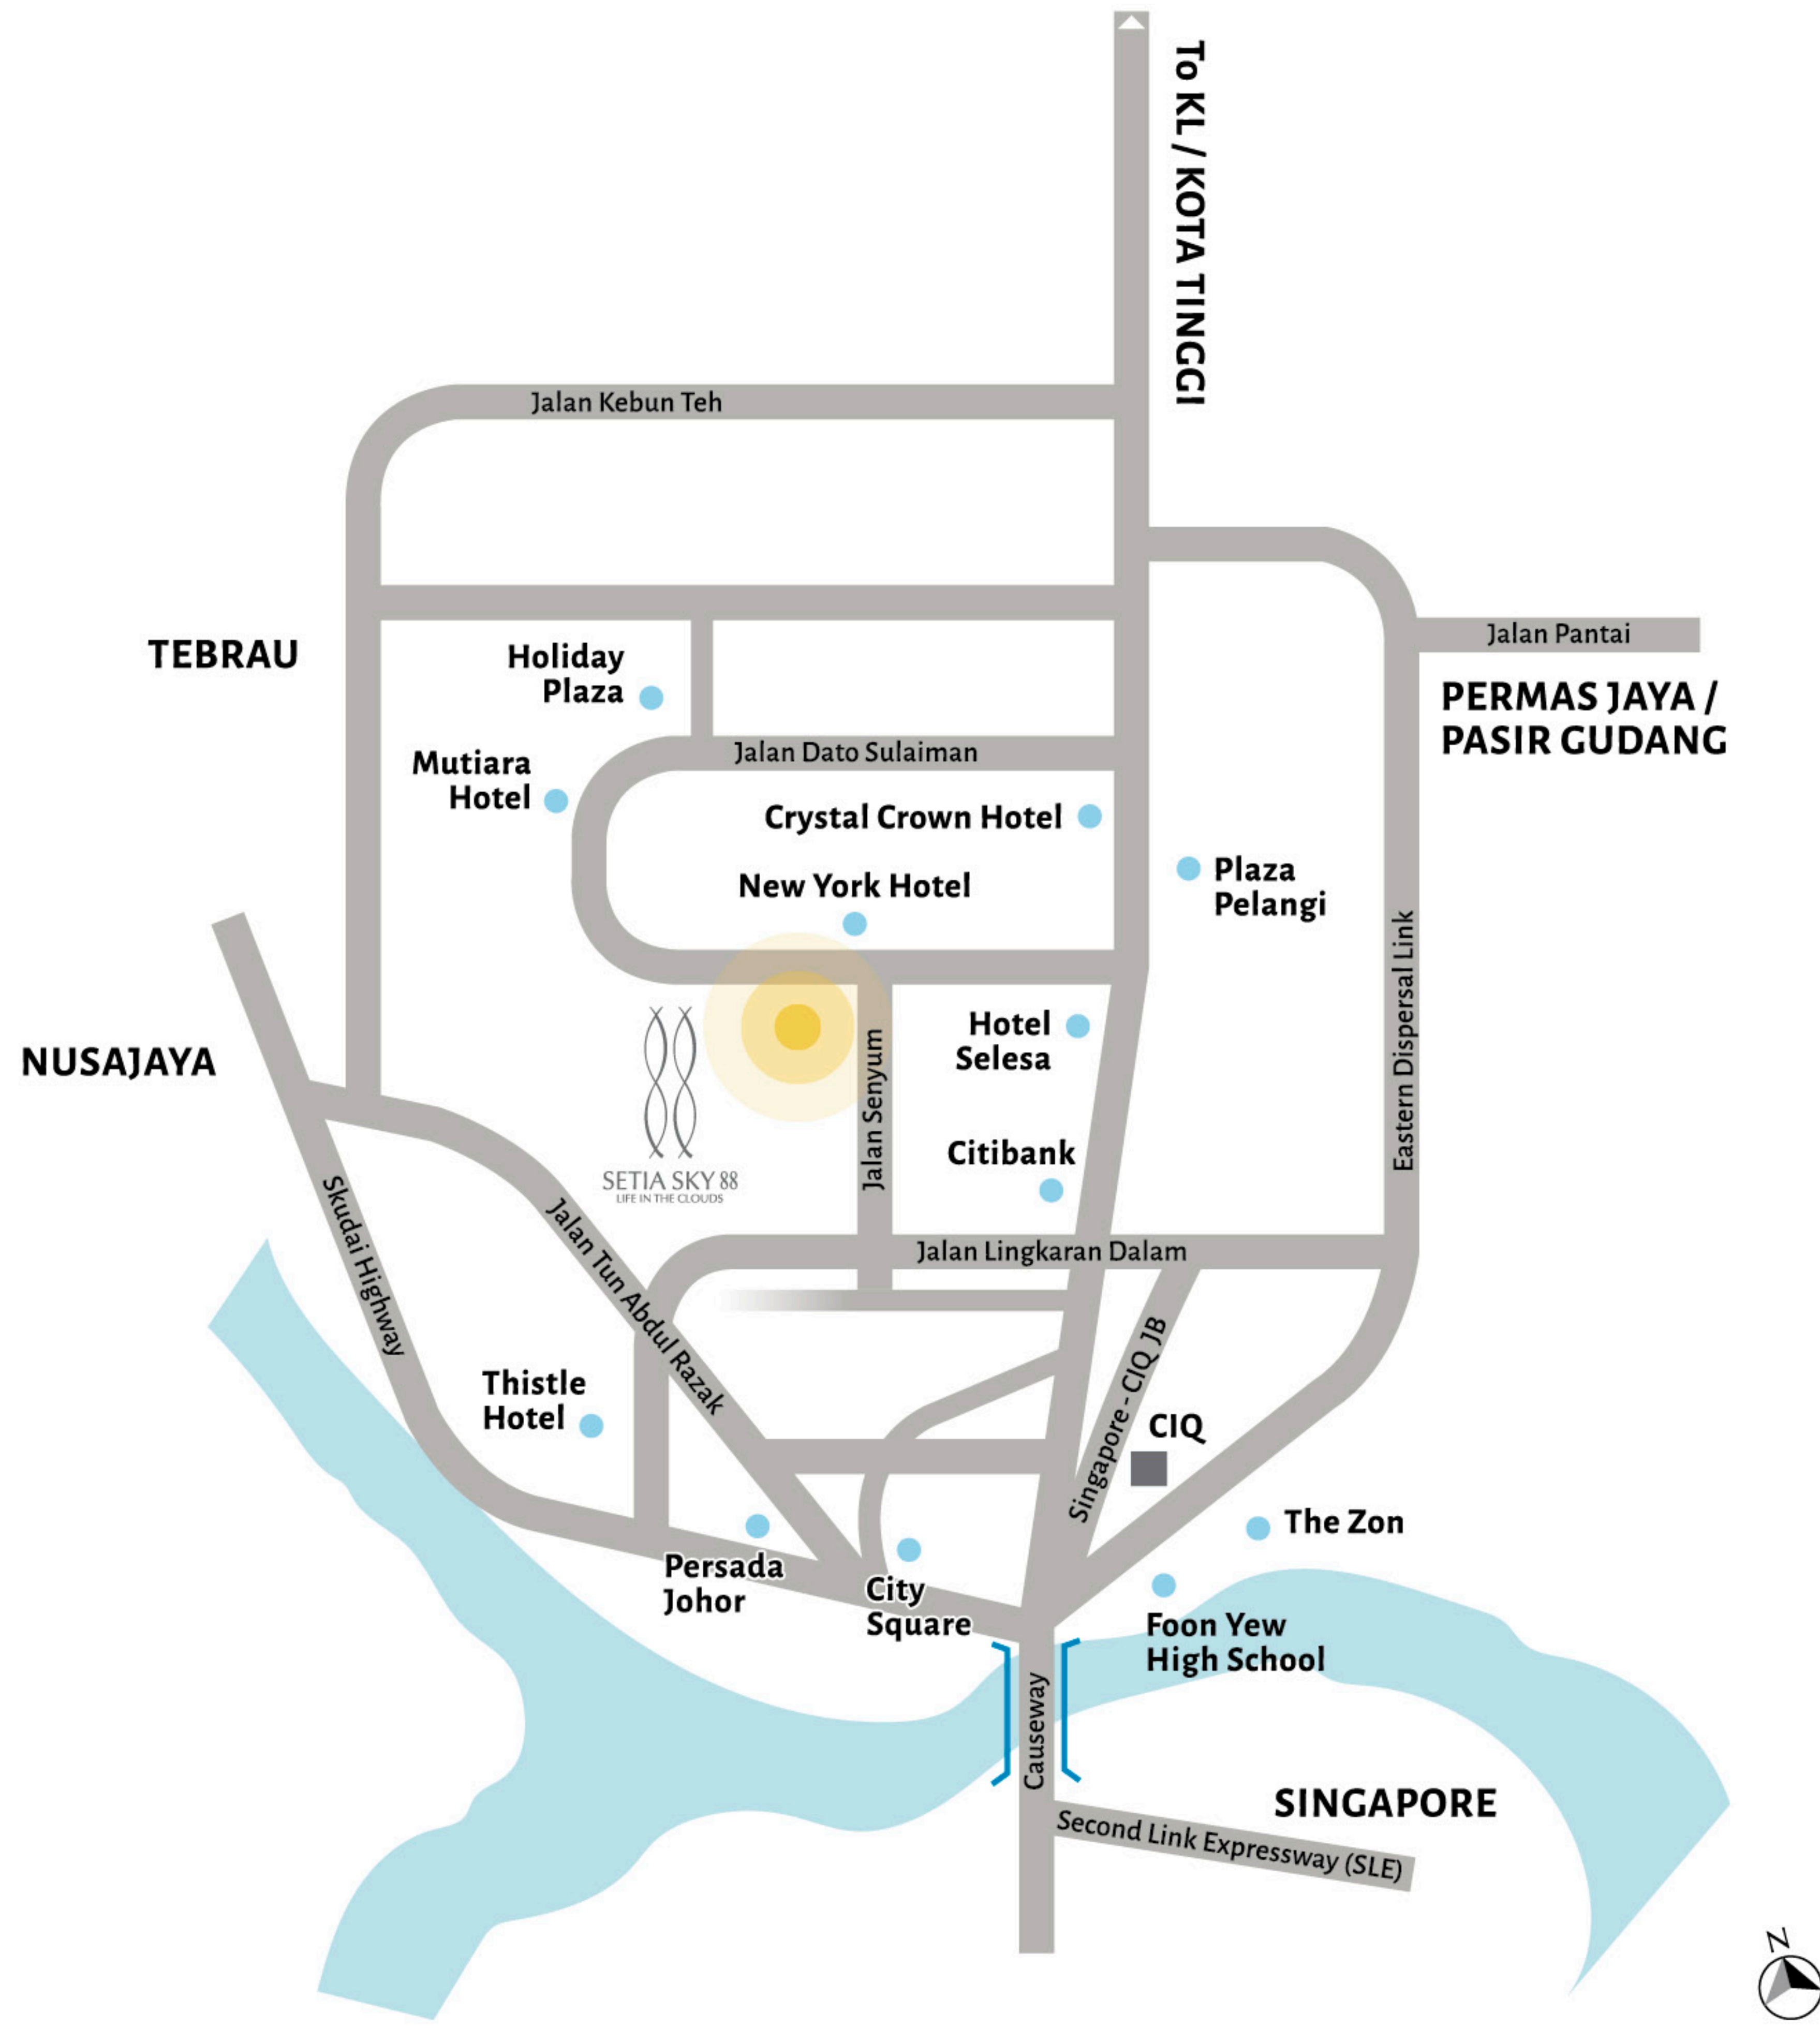 To KL / KOTA TINGGI
Jalan Kebun Teh
Jalan Pantai
TEBRAU
Holiday
Plaza
PERMAS JAYA /
PASIR GUDANG
Jalan Dato Sulaiman
Mutiara
Hotel
Crystal Crown Hotel
Plaza
Pelangi
New York Hotel
Eastern Dispersal Link
NUSAJAYA
Hotel
Selesa
Jalan Senyum
Citibank
SETIA SKY 88
LIFE IN THE CLOUDS
Skudai Highway
Jalan Tun Abdul Razak
Jalan Lingkaran Dalam
Singapore - CIQ JB
Thistle
Hotel
CIQ
The Zon
Persada
Johor
City
Square
Foon Yew
High School
Causeway
SINGAPORE
Second Link Expressway (SLE)
N